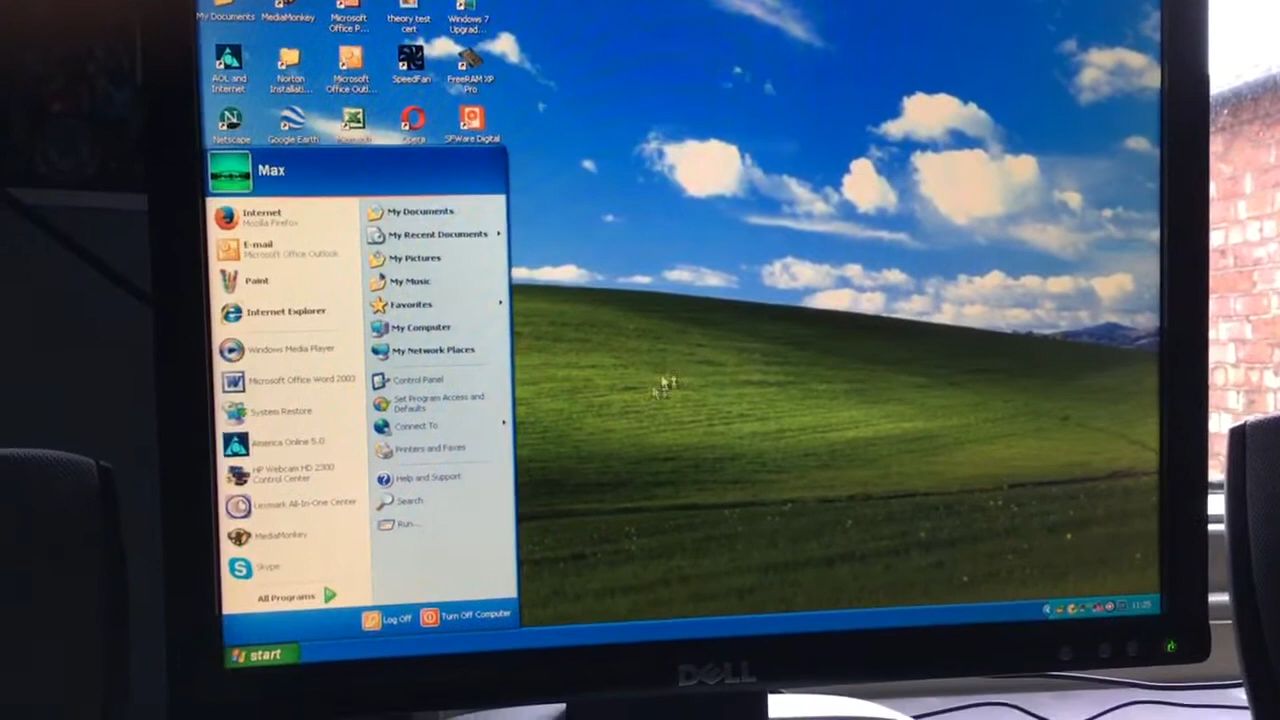 My Documents
MediaMonkey
Microsoft
Office P...
theory test
cert
Windows 7
Upgrad...
AOL and
Internet
Norton
Installati...
Microsoft
Office Outl...
SpeedFan
FreeRAM XP
Pro
Netscape
Google Earth
Microsoft
Opera
SFWare Digital
Max
Internet
Mozilla Firefox
E-mail
Microsoft Office Outlook
Paint
Internet Explorer
Windows Media Player
Microsoft Office Word 2003
System Restore
America Online 5.0
HP Webcam HD 2300
Control Center
Lexmark All-In-One Center
MediaMonkey
Skype
All Programs
My Documents
My Recent Documents
My Pictures
My Music
Favorites
My Computer
My Network Places
Control Panel
Set Program Access and
Defaults
Connect To
Printers and Faxes
Help and Support
Search
Run...
Log Off
Turn Off Computer
start
11:25
DELL